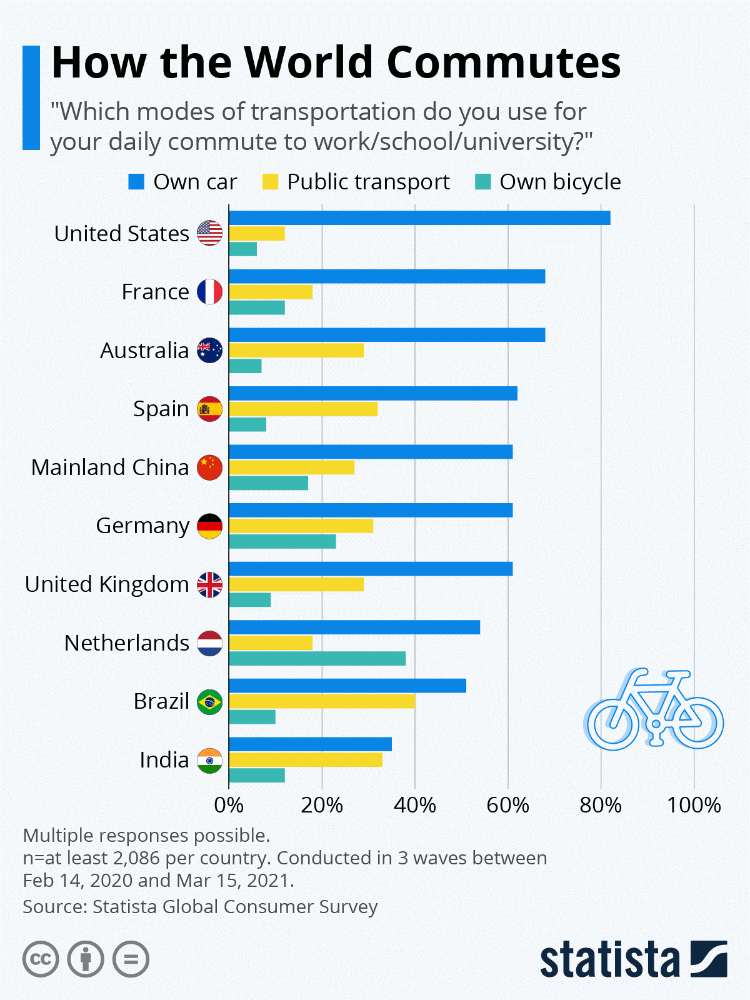 How the World Commutes
"Which modes of transportation do you use for
your daily commute to work/school/university?"
Own car Public transport Own bicycle
United States
France
Australia
Spain
Mainland China
Germany
United Kingdom
Netherlands
Brazil
India
0% 20% 40% 60% 80% 100%
Multiple responses possible.
n=at least 2,086 per country. Conducted in 3 waves between
Feb 14, 2020 and Mar 15, 2021.
Source: Statista Global Consumer Survey
cc
statista